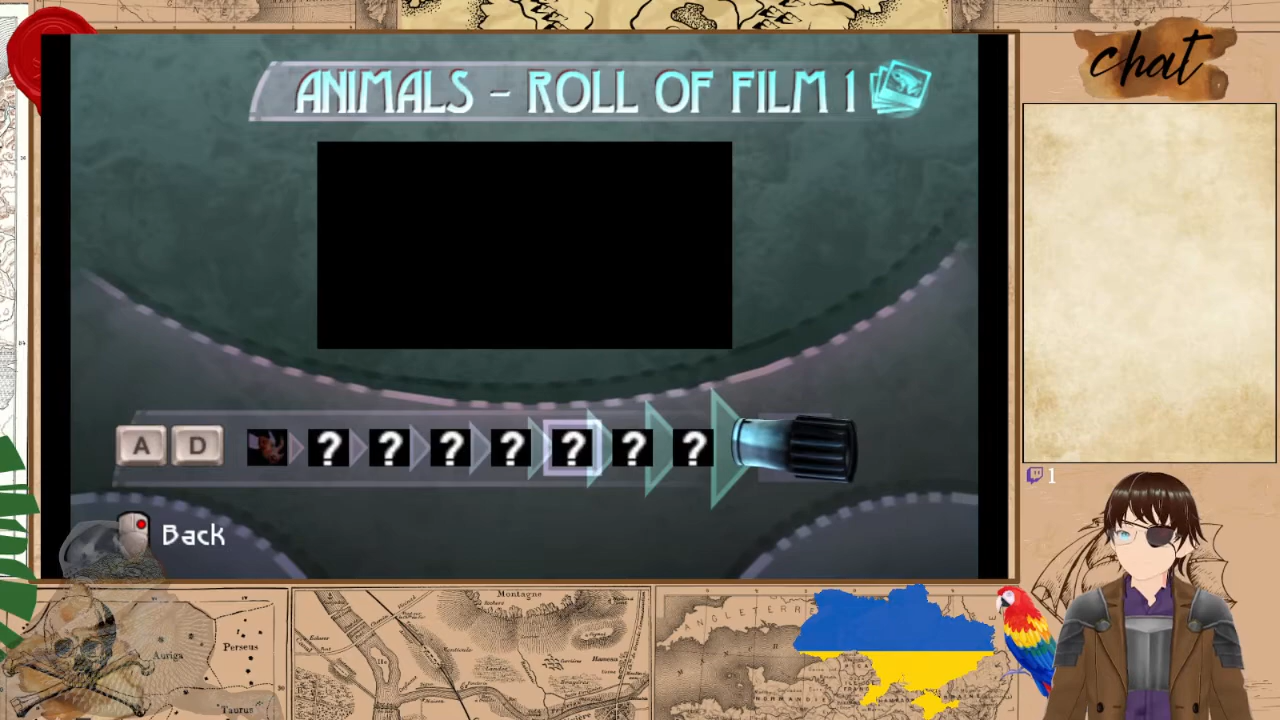 chat
ANIMALS - ROLL OF FILM 1
A D ? ? ? ? ? ? ?
Back
1
Montagne
Auriga
Perseus
Taurus